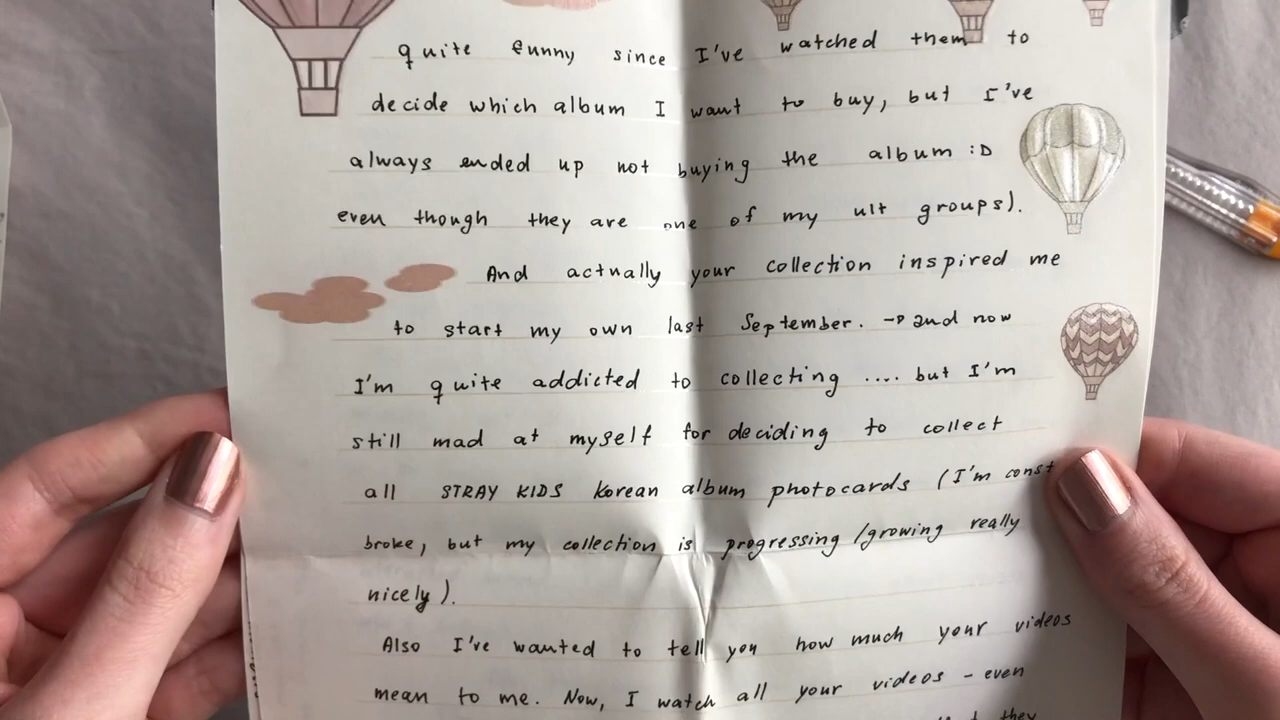 quite funny since I've watched them to
decide which album I want to buy, but I've
always ended up not buying the album :D
even though they are one of my ult groups).
And actually your collection inspired me
to start my own last September. → and now
I'm quite addicted to collecting .... but I'm
still mad at myself for deciding to collect
all STRAY KIDS korean album photocards (I'm const
broke, but my collection is progressing /growing really
nicely).
Also I've wanted to tell you how much your videos
mean to me. Now, I watch all your videos - even
they